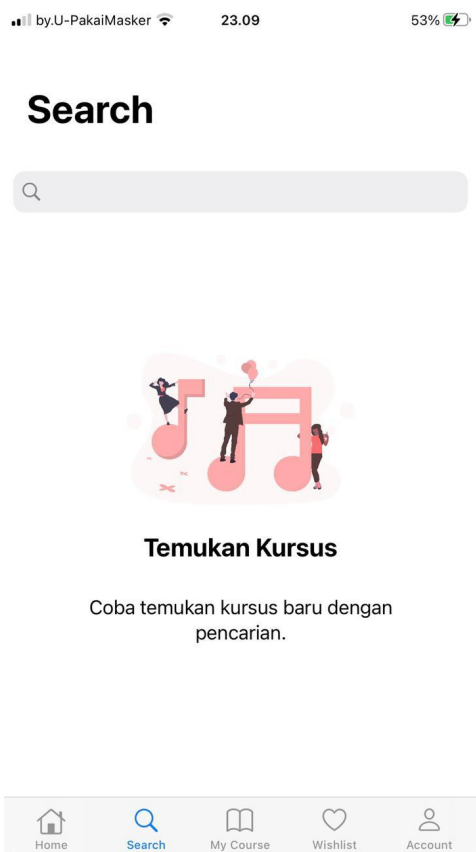 by.U-PakaiMasker 23.09 53%
Search
Temukan Kursus
Coba temukan kursus baru dengan
pencarian.
Home Search My Course Wishlist Account